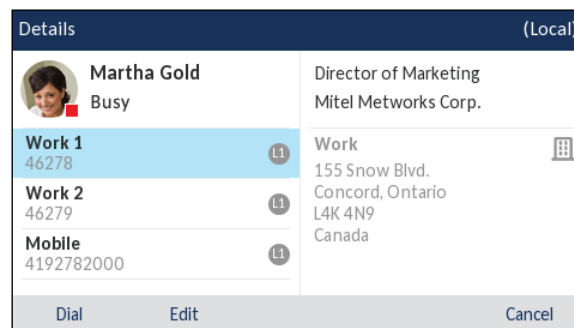 Details (Local)
Martha Gold
Busy
Work 1
46278 L1
Work 2
46279 L1
Mobile
4192782000 L1
Director of Marketing
Mitel Metworks Corp.
Work
155 Snow Blvd.
Concord, Ontario
L4K 4N9
Canada
Dial Edit Cancel